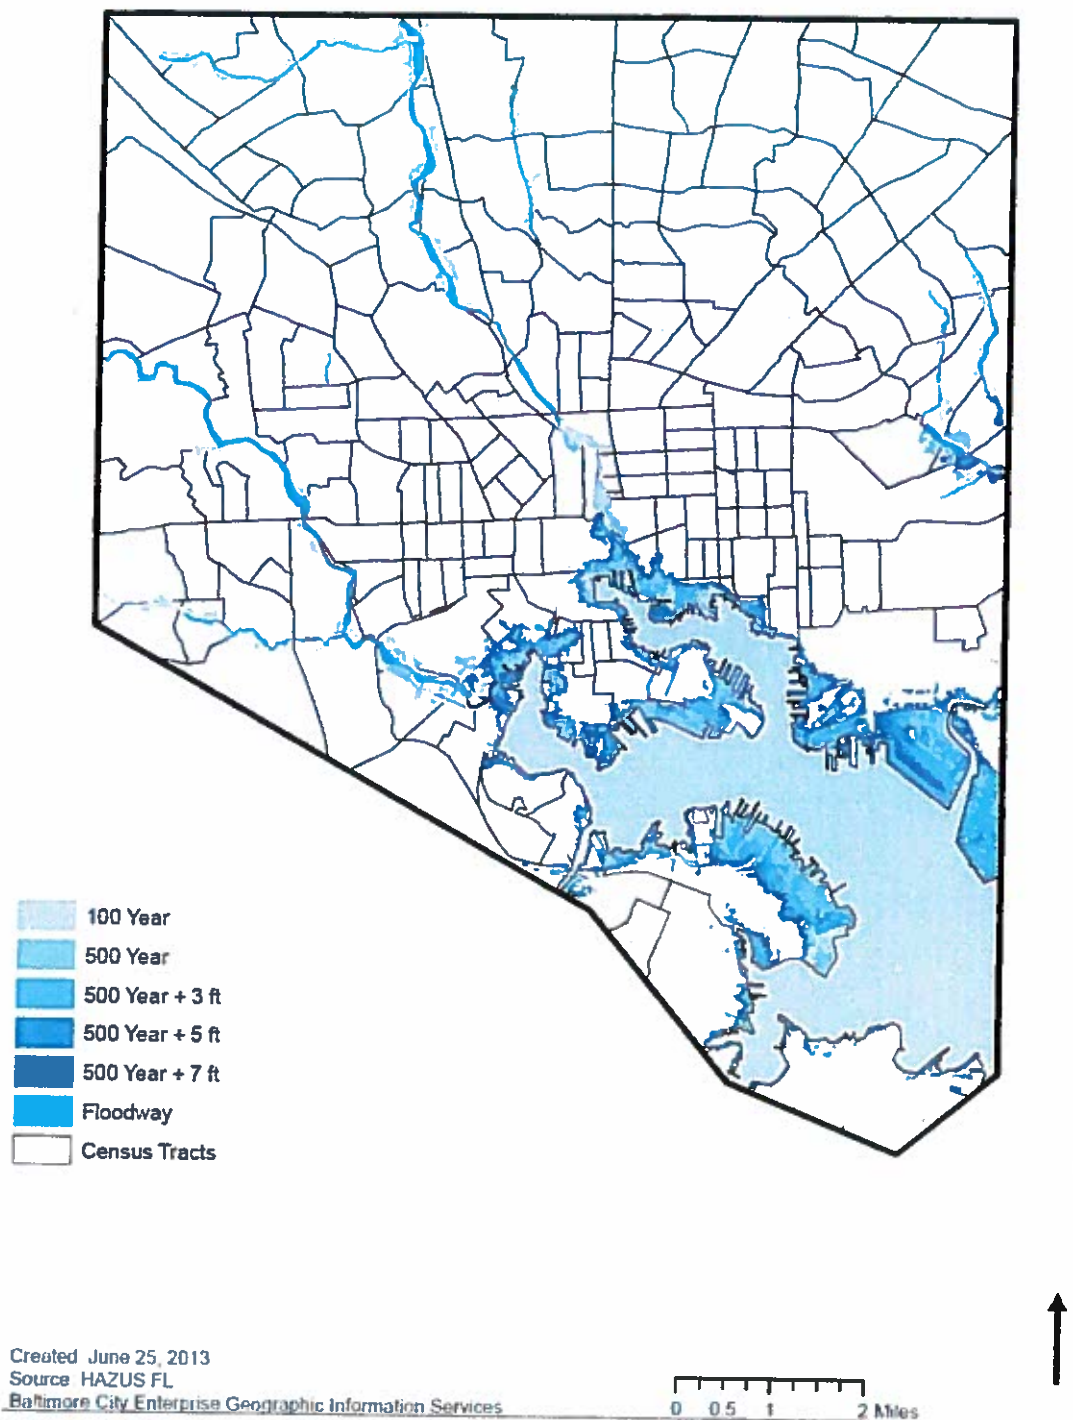 100 Year
500 Year
500 Year + 3 ft
500 Year + 5 ft
500 Year + 7 ft
Floodway
Census Tracts
Created June 25, 2013
Source HAZUS FL
Baltimore City Enterprise Geographic Information Services
0 0 5 1 2 Miles